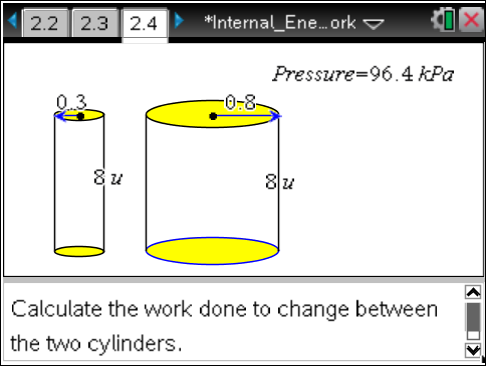 2.2 2.3 2.4 *Internal_Ene...ork
Pressure=96.4 kPa
0.3 0.8
8 u 8 u
Calculate the work done to change between
the two cylinders.